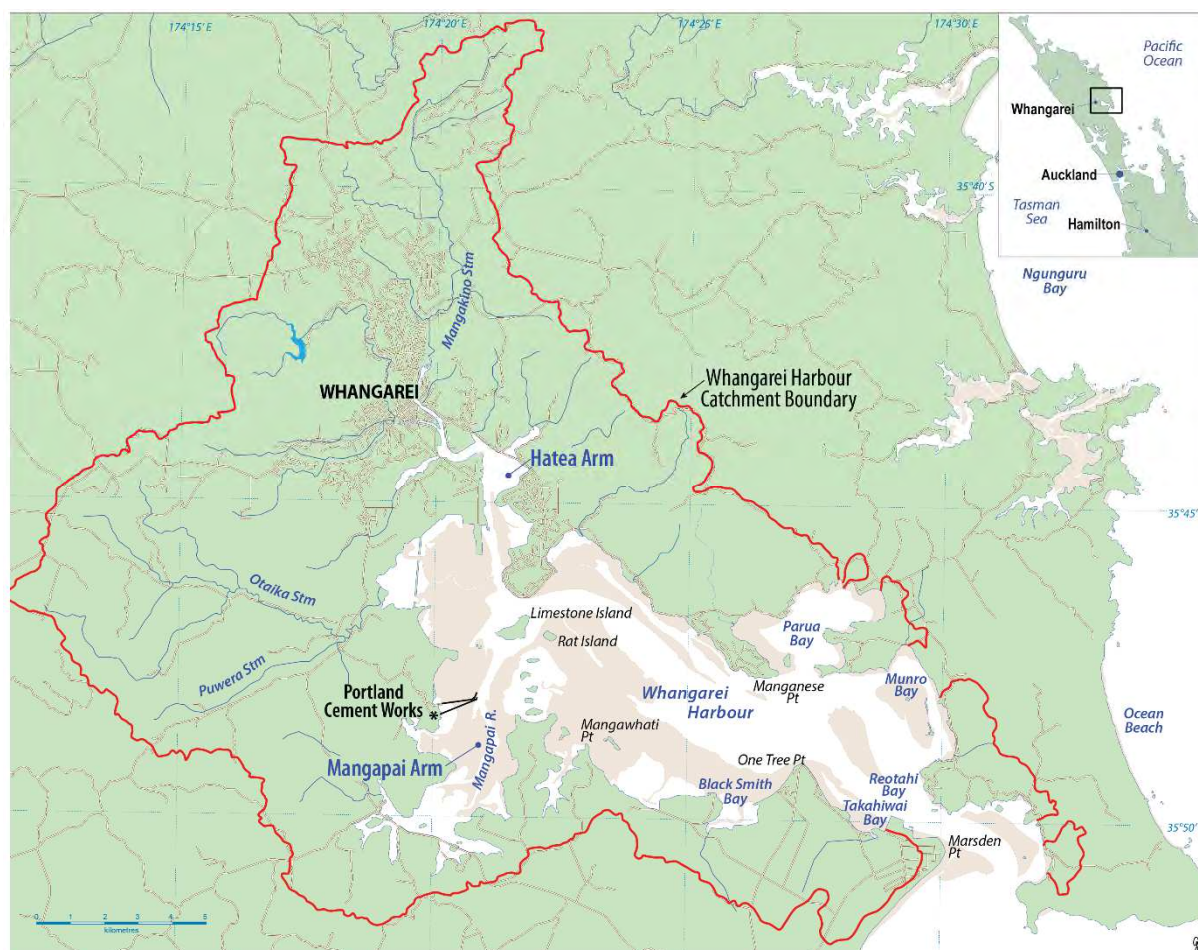 174°15' E
174°20' E
174°25' E
174°30' E
Pacific
Ocean
Whangarei
Auckland
Tasman
Sea
Hamilton
35°40' S
Ngunguru
Bay
Mangakino Stm
WHANGAREI
Whangarei Harbour
Catchment Boundary
Hatea Arm
35°45'
Otaika Stm
Limestone Island
Rat Island
Parua
Bay
Puwera Stm
Portland
Cement Works
*
Whangarei
Harbour
Manganese
Pt
Munro
Bay
Mangapai R.
Mangawhati
Pt
Ocean
Beach
Mangapai Arm
One Tree Pt
Black Smith
Bay
Reotahi
Bay
Takahiwai
Bay
35°50'
Marsden
Pt
0 1 2 3 4 5
kilometres